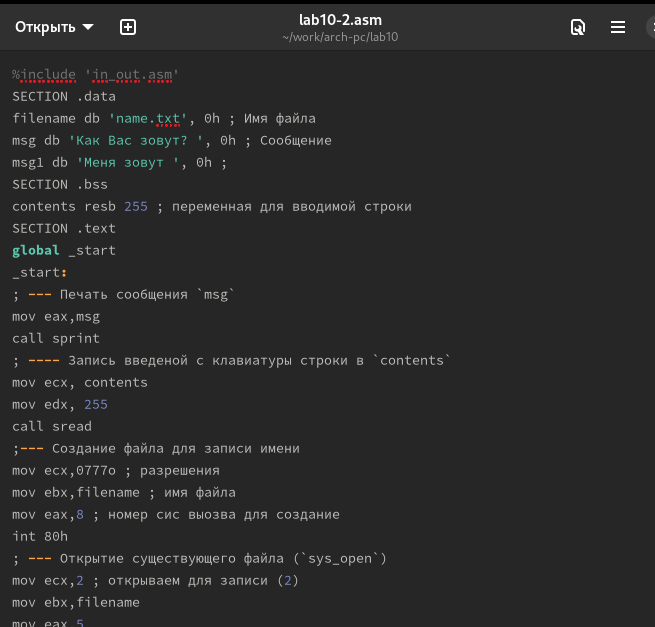 Открыть
lab10-2.asm
~/work/arch-pc/lab10
%include 'in_out.asm'
SECTION .data
filename db 'name.txt', 0h ; Имя файла
msg db 'Как Вас зовут? ', 0h ; Сообщение
msg1 db 'Меня зовут ', 0h ;
SECTION .bss
contents resb 255 ; переменная для вводимой строки
SECTION .text
global _start
_start:
; --- Печать сообщения `msg`
mov eax,msg
call sprint
; ---- Запись введеной с клавиатуры строки в `contents`
mov ecx, contents
mov edx, 255
call sread
;--- Создание файла для записи имени
mov ecx,0777o ; разрешения
mov ebx,filename ; имя файла
mov eax,8 ; номер сис выозва для создание
int 80h
; --- Открытие существующего файла (`sys_open`)
mov ecx,2 ; открываем для записи (2)
mov ebx,filename
mov eax,5